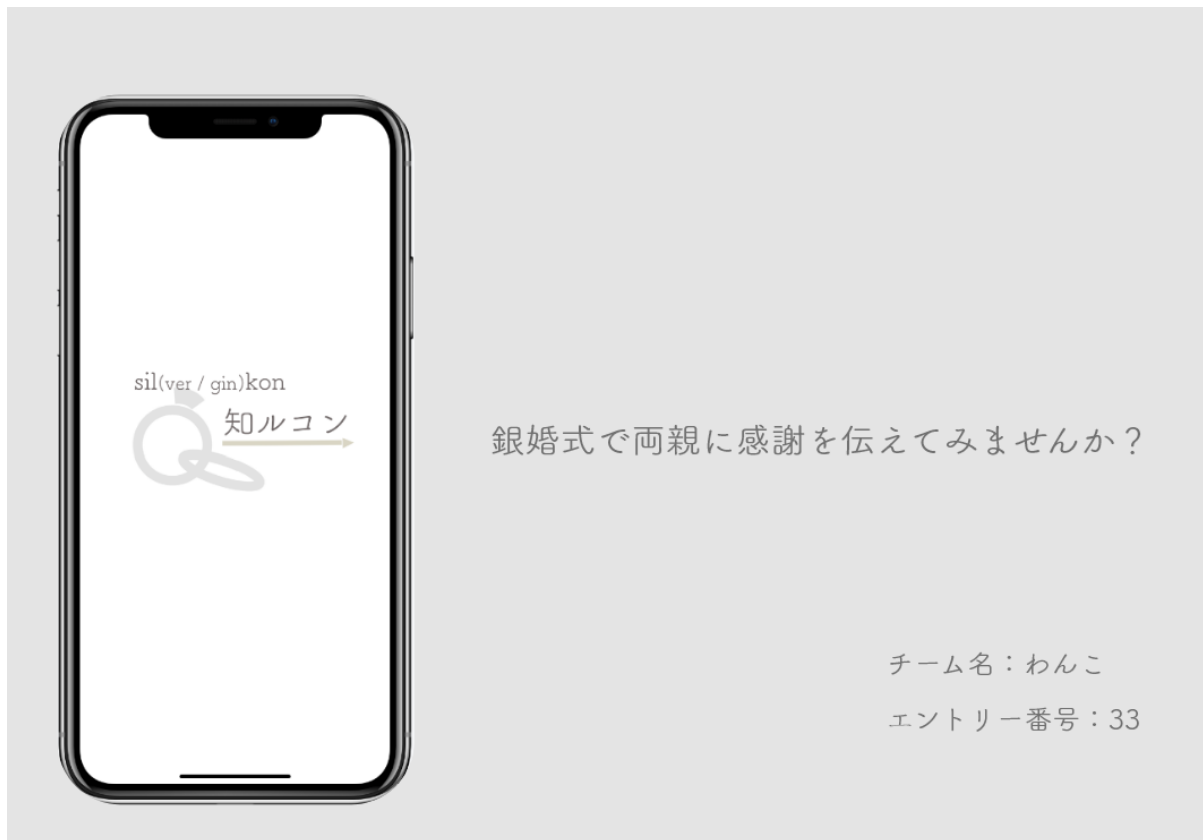 sil(ver / gin)kon
知ルコン
銀婚式で両親に感謝を伝えてみませんか？
チーム名：わんこ
エントリー番号：33